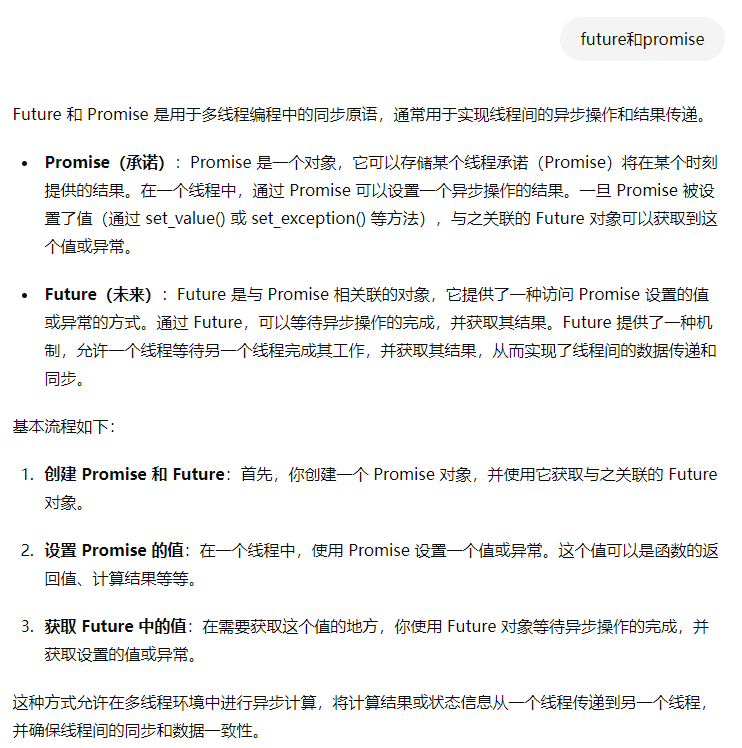 future和promise
Future 和 Promise 是用于多线程编程中的同步原语，通常用于实现线程间的异步操作和结果传递。
• Promise（承诺）：Promise 是一个对象，它可以存储某个线程承诺（Promise）将在某个时刻
提供的结果。在一个线程中，通过 Promise 可以设置一个异步操作的结果。一旦 Promise 被设
置了值（通过 set_value() 或 set_exception() 等方法），与之关联的 Future 对象可以获取到这
个值或异常。
• Future（未来）：Future 是与 Promise 相关联的对象，它提供了一种访问 Promise 设置的值
或异常的方式。通过 Future，可以等待异步操作的完成，并获取其结果。Future 提供了一种机
制，允许一个线程等待另一个线程完成其工作，并获取其结果，从而实现了线程间的数据传递和
同步。
基本流程如下：
1. 创建 Promise 和 Future：首先，你创建一个 Promise 对象，并使用它获取与之关联的 Future
对象。
2. 设置 Promise 的值：在一个线程中，使用 Promise 设置一个值或异常。这个值可以是函数的返
回值、计算结果等等。
3. 获取 Future 中的值：在需要获取这个值的地方，你使用 Future 对象等待异步操作的完成，并
获取设置的值或异常。
这种方式允许在多线程环境中进行异步计算，将计算结果或状态信息从一个线程传递到另一个线程，
并确保线程间的同步和数据一致性。